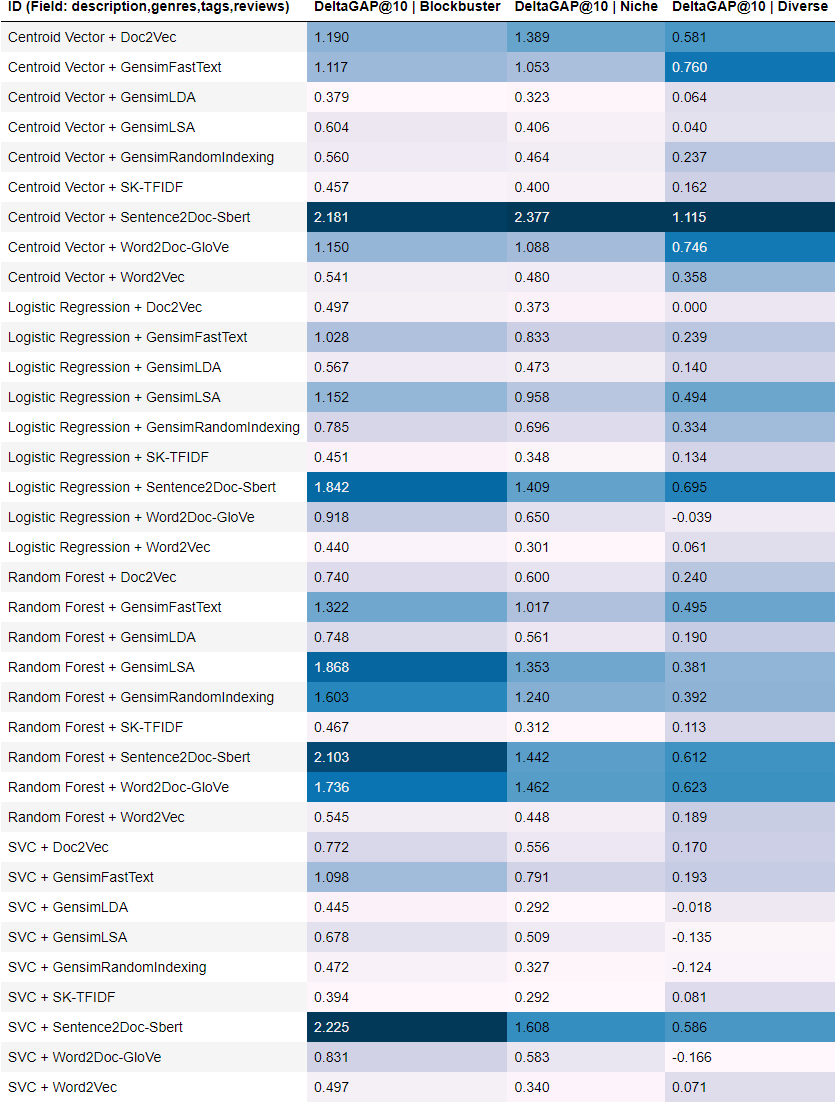 ID (Field: description,genres,tags,reviews) DeltaGAP@10 | Blockbuster DeltaGAP@10 | Niche DeltaGAP@10 | Diverse
Centroid Vector + Doc2Vec 1.190 1.389 0.581
Centroid Vector + GensimFastText 1.117 1.053 0.760
Centroid Vector + GensimLDA 0.379 0.323 0.064
Centroid Vector + GensimLSA 0.604 0.406 0.040
Centroid Vector + GensimRandomIndexing 0.560 0.464 0.237
Centroid Vector + SK-TFIDF 0.457 0.400 0.162
Centroid Vector + Sentence2Doc-Sbert 2.181 2.377 1.115
Centroid Vector + Word2Doc-GloVe 1.150 1.088 0.746
Centroid Vector + Word2Vec 0.541 0.480 0.358
Logistic Regression + Doc2Vec 0.497 0.373 0.000
Logistic Regression + GensimFastText 1.028 0.833 0.239
Logistic Regression + GensimLDA 0.567 0.473 0.140
Logistic Regression + GensimLSA 1.152 0.958 0.494
Logistic Regression + GensimRandomIndexing 0.785 0.696 0.334
Logistic Regression + SK-TFIDF 0.451 0.348 0.134
Logistic Regression + Sentence2Doc-Sbert 1.842 1.409 0.695
Logistic Regression + Word2Doc-GloVe 0.918 0.650 -0.039
Logistic Regression + Word2Vec 0.440 0.301 0.061
Random Forest + Doc2Vec 0.740 0.600 0.240
Random Forest + GensimFastText 1.322 1.017 0.495
Random Forest + GensimLDA 0.748 0.561 0.190
Random Forest + GensimLSA 1.868 1.353 0.381
Random Forest + GensimRandomIndexing 1.603 1.240 0.392
Random Forest + SK-TFIDF 0.467 0.312 0.113
Random Forest + Sentence2Doc-Sbert 2.103 1.442 0.612
Random Forest + Word2Doc-GloVe 1.736 1.462 0.623
Random Forest + Word2Vec 0.545 0.448 0.189
SVC + Doc2Vec 0.772 0.556 0.170
SVC + GensimFastText 1.098 0.791 0.193
SVC + GensimLDA 0.445 0.292 -0.018
SVC + GensimLSA 0.678 0.509 -0.135
SVC + GensimRandomIndexing 0.472 0.327 -0.124
SVC + SK-TFIDF 0.394 0.292 0.081
SVC + Sentence2Doc-Sbert 2.225 1.608 0.586
SVC + Word2Doc-GloVe 0.831 0.583 -0.166
SVC + Word2Vec 0.497 0.340 0.071